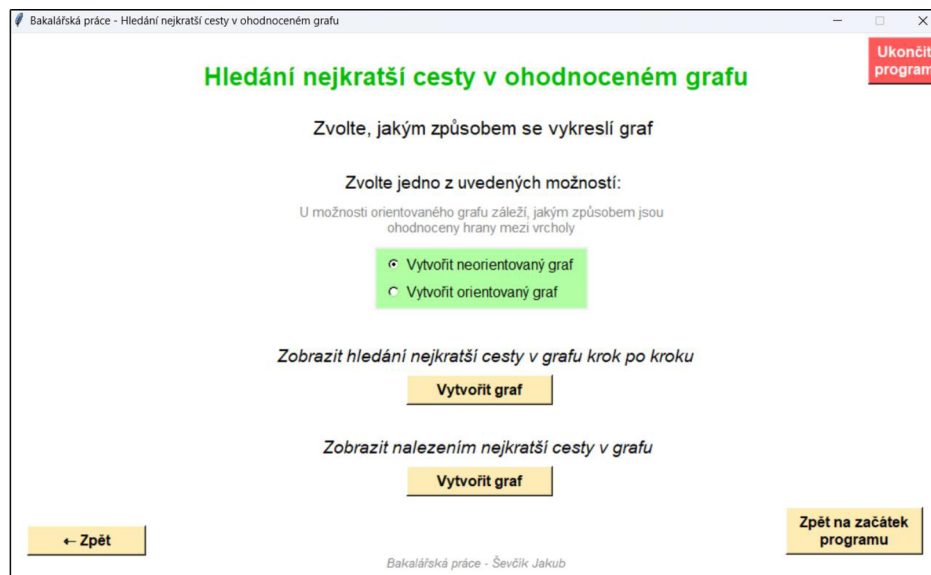 Bakalářská práce - Hledání nejkratší cesty v ohodnoceném grafu
Ukončit
program
Hledání nejkratší cesty v ohodnoceném grafu
Zvolte, jakým způsobem se vykreslí graf
Zvolte jedno z uvedených možností:
U možnosti orientovaného grafu záleží, jakým způsobem jsou
ohodnoceny hrany mezi vrcholy
Vytvořit neorientovaný graf
Vytvořit orientovaný graf
Zobrazit hledání nejkratší cesty v grafu krok po kroku
Vytvořit graf
Zobrazit nalezením nejkratší cesty v grafu
Vytvořit graf
← Zpět
Zpět na začátek
programu
Bakalářská práce - Ševčik Jakub